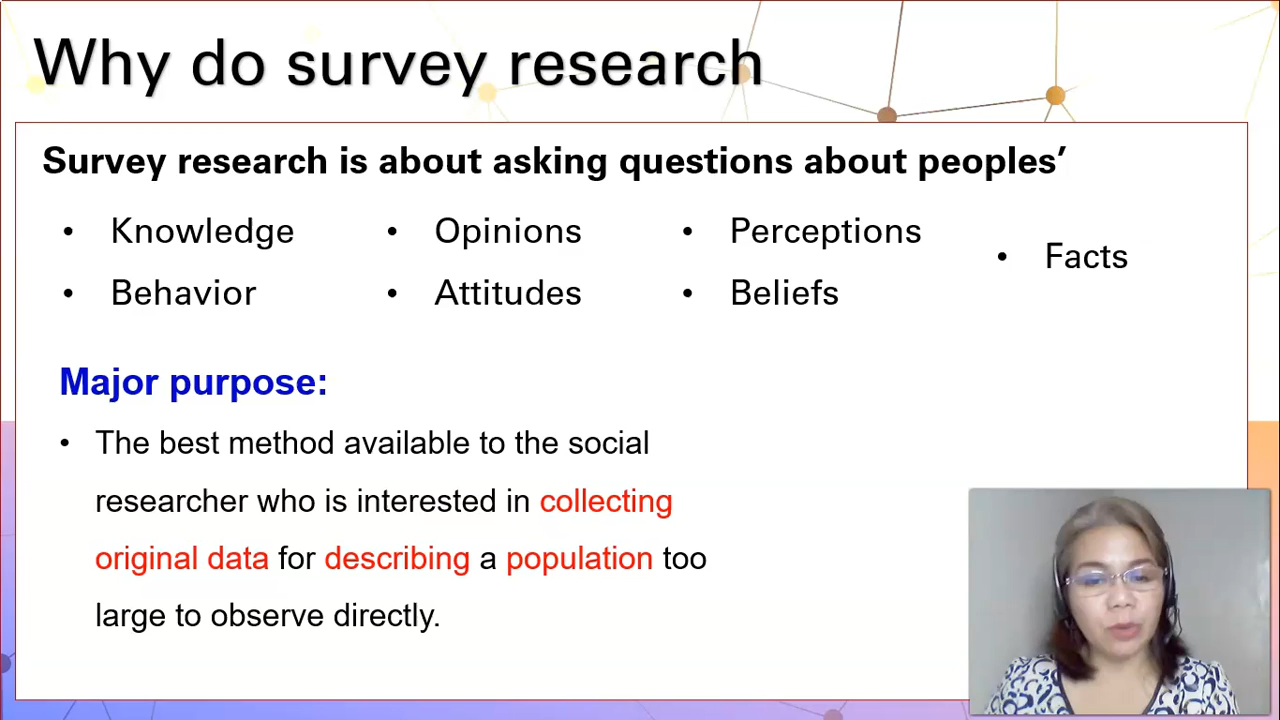 Why do survey research
Survey research is about asking questions about peoples’
• Knowledge
• Behavior
• Opinions
• Attitudes
• Perceptions
• Beliefs
• Facts
Major purpose:
• The best method available to the social
researcher who is interested in collecting
original data for describing a population too
large to observe directly.